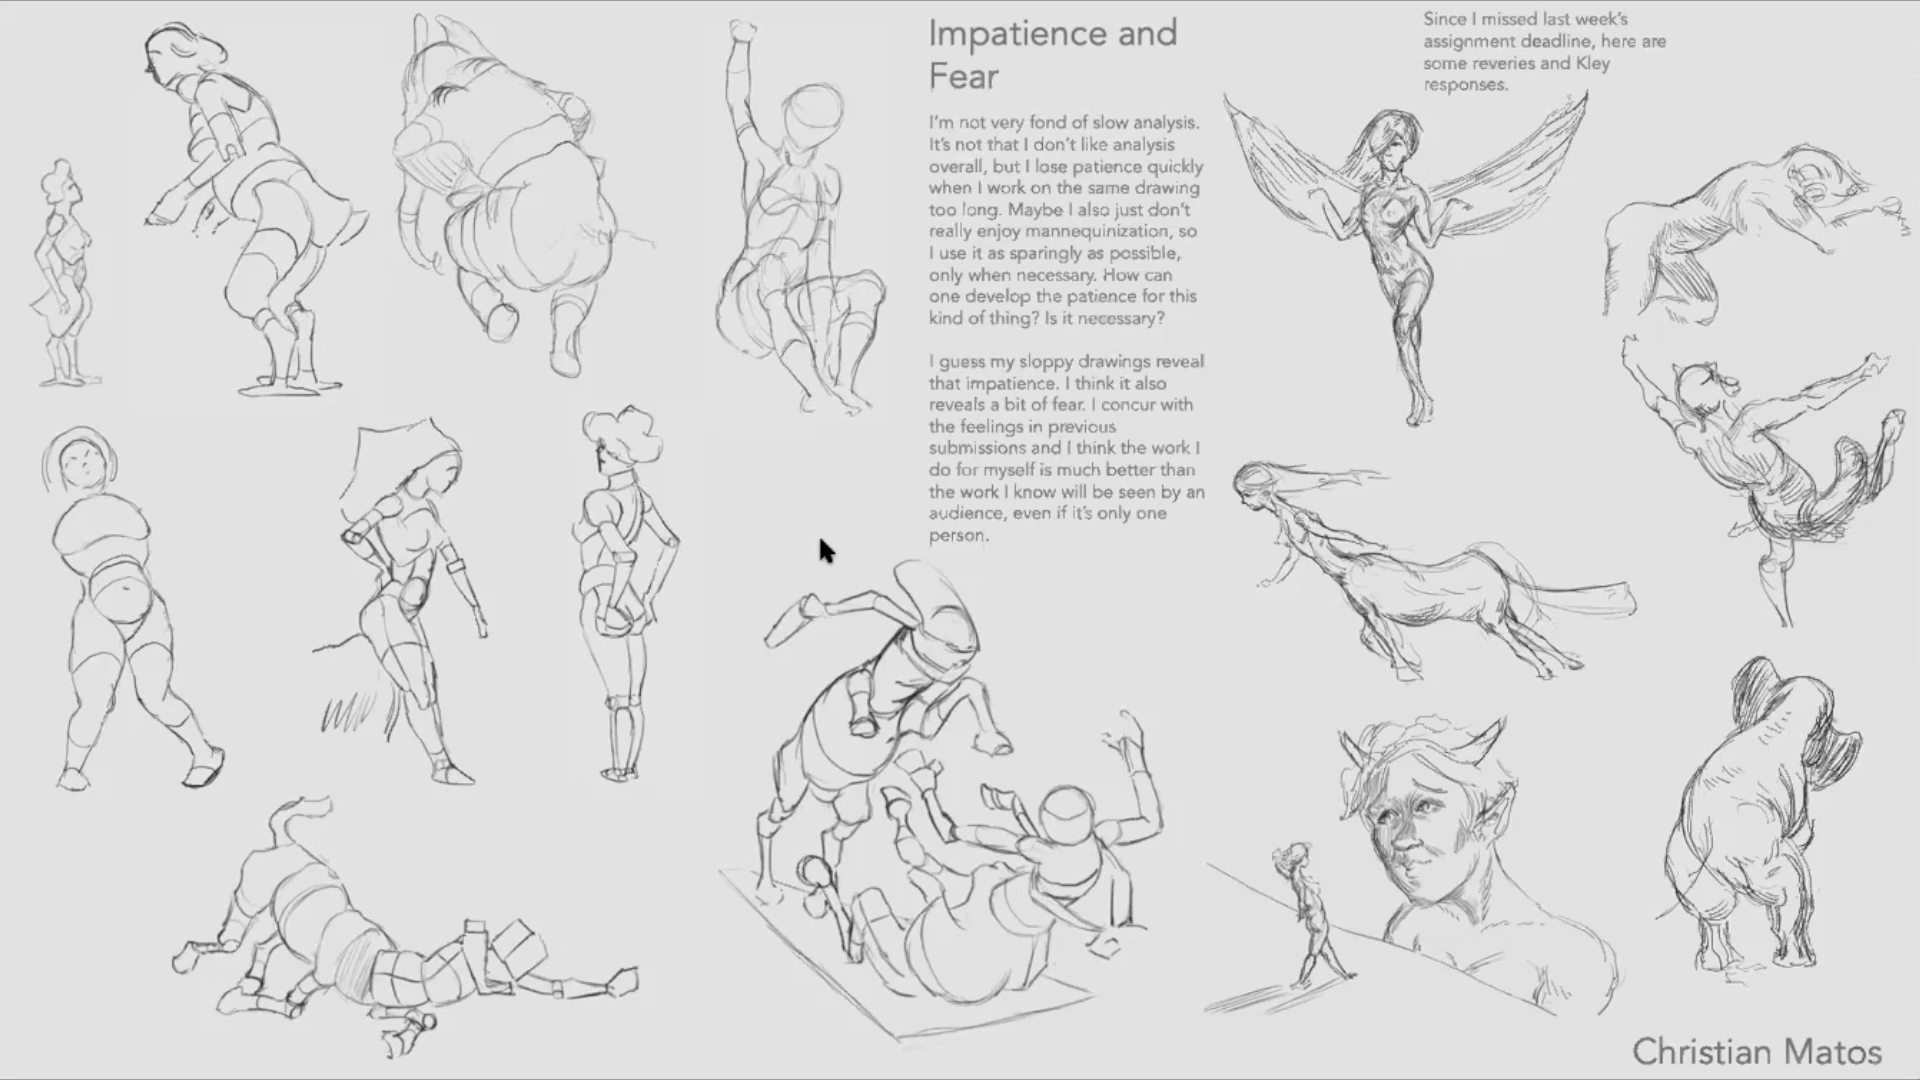 Impatience and
Fear
I'm not very fond of slow analysis.
It's not that I don't like analysis
overall, but I lose patience quickly
when I work on the same drawing
too long. Maybe I also just don't
really enjoy mannequinization, so
I use it as sparingly as possible,
only when necessary. How can
one develop the patience for this
kind of thing? Is it necessary?
I guess my sloppy drawings reveal
that impatience. I think it also
reveals a bit of fear. I concur with
the feelings in previous
submissions and I think the work I
do for myself is much better than
the work I know will be seen by an
audience, even if it's only one
person.
Since I missed last week's
assignment deadline, here are
some reveries and Kley
responses.
Christian Matos